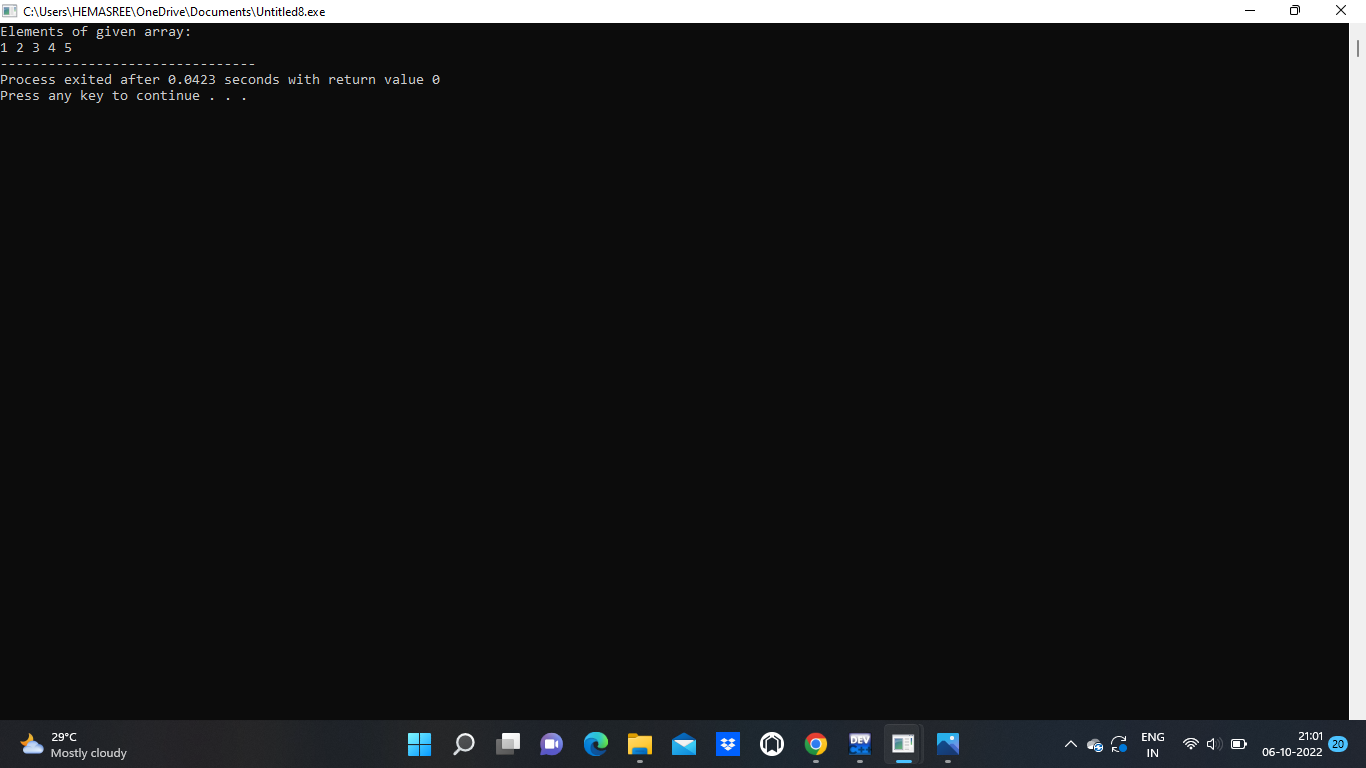 C:\Users\HEMASREE\OneDrive\Documents\Untitled8.exe
Elements of given array:
1 2 3 4 5
--------------------------------
Process exited after 0.0423 seconds with return value 0
Press any key to continue . . .
29°C
Mostly cloudy
DEV
ENG
IN
21:01
06-10-2022
20